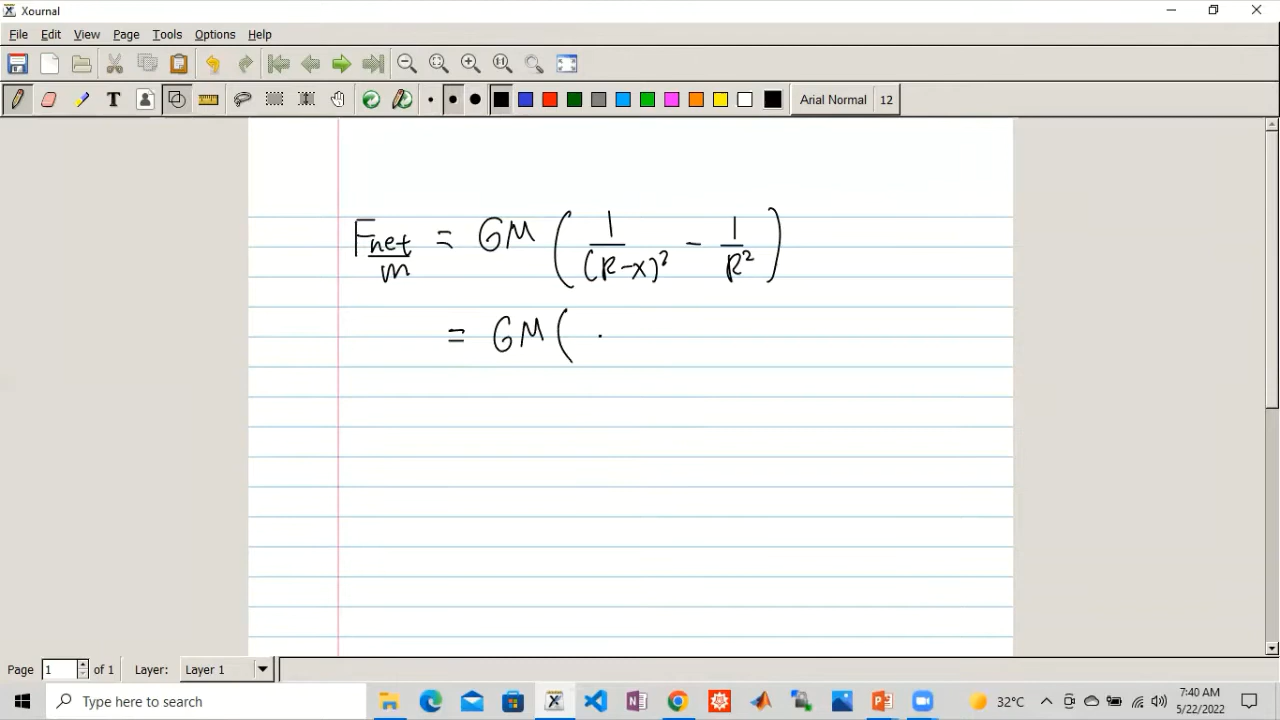 Xournal
File Edit View Page Tools Options Help
T Arial Normal 12
Fnet/m = GM ( 1/(R-x)² - 1/R² )
= GM (
Page 1 of 1 Layer: Layer 1
Type here to search 32°C 7:40 AM
5/22/2022